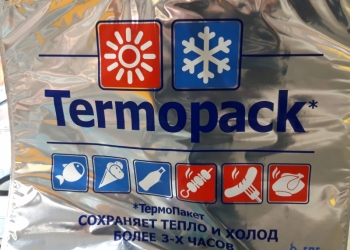 Termopack*
*ТермоПакет
СОХРАНЯЕТ ТЕПЛО И ХОЛОД
БОЛЕЕ 3-Х ЧАСОВ